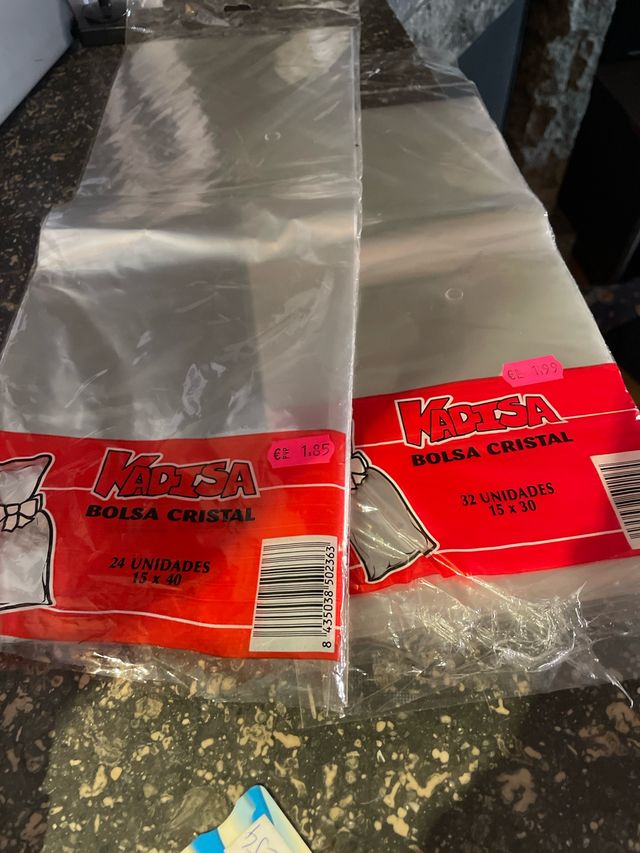 € 1.85
KADISA
BOLSA CRISTAL
24 UNIDADES
15 x 40
8 435038 502363
€ 1.99
KADISA
BOLSA CRISTAL
32 UNIDADES
15 x 30